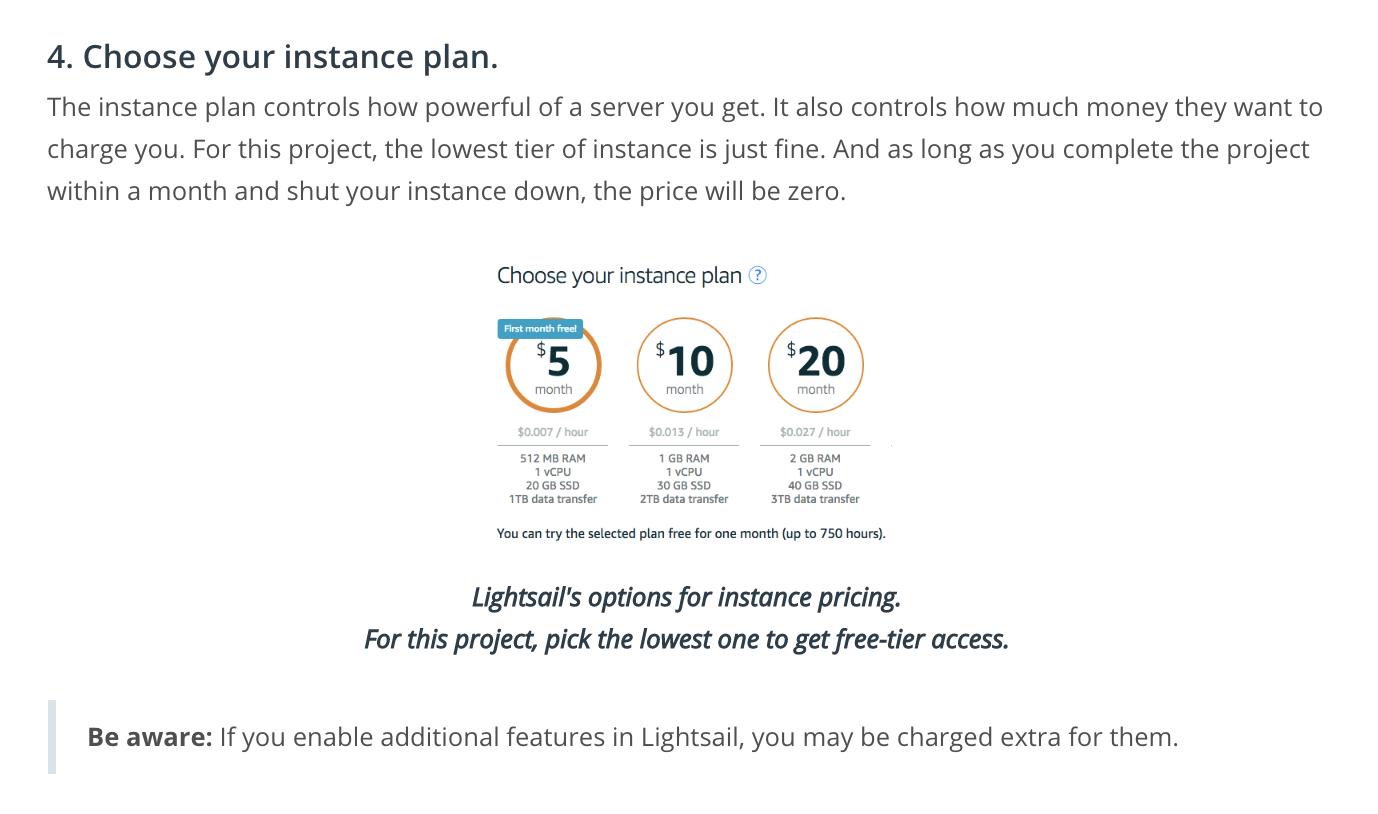 4. Choose your instance plan.
The instance plan controls how powerful of a server you get. It also controls how much money they want to
charge you. For this project, the lowest tier of instance is just fine. And as long as you complete the project
within a month and shut your instance down, the price will be zero.
Choose your instance plan ?
First month free!
$5 $10 $20
month month month
$0.007 / hour $0.013 / hour $0.027 / hour
512 MB RAM 1 GB RAM 2 GB RAM
1 vCPU 1 vCPU 1 vCPU
20 GB SSD 30 GB SSD 40 GB SSD
1TB data transfer 2TB data transfer 3TB data transfer
You can try the selected plan free for one month (up to 750 hours).
Lightsail's options for instance pricing.
For this project, pick the lowest one to get free-tier access.
Be aware: If you enable additional features in Lightsail, you may be charged extra for them.